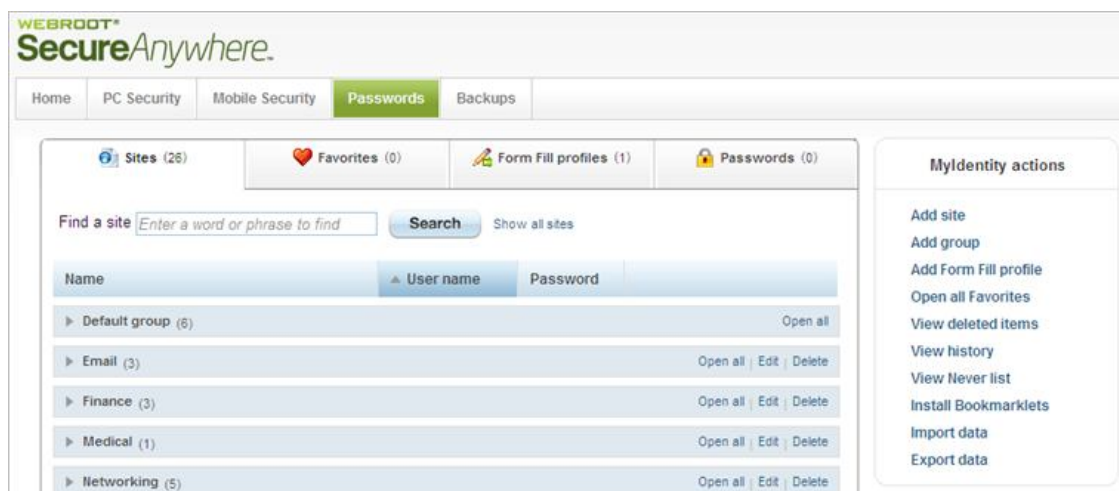 WEBROOT®
SecureAnywhere™
Home PC Security Mobile Security Passwords Backups
Sites (26) Favorites (0) Form Fill profiles (1) Passwords (0)
Find a site Enter a word or phrase to find Search Show all sites
Name User name Password
Default group (6) Open all
Email (3) Open all | Edit | Delete
Finance (3) Open all | Edit | Delete
Medical (1) Open all | Edit | Delete
Networking (5) Open all | Edit | Delete
MyIdentity actions
Add site
Add group
Add Form Fill profile
Open all Favorites
View deleted items
View history
View Never list
Install Bookmarklets
Import data
Export data